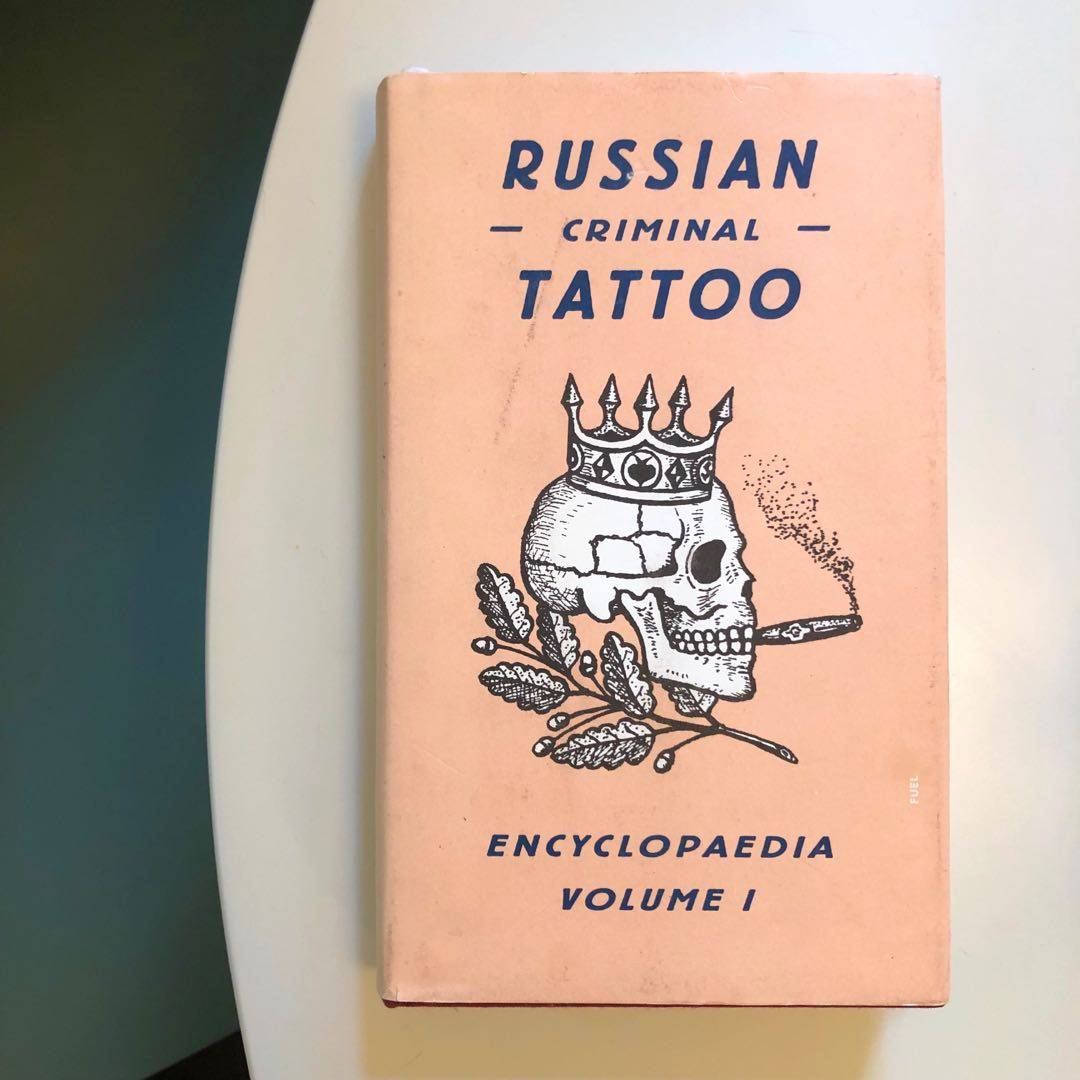 RUSSIAN
— CRIMINAL —
TATTOO
FUEL
ENCYCLOPAEDIA
VOLUME I